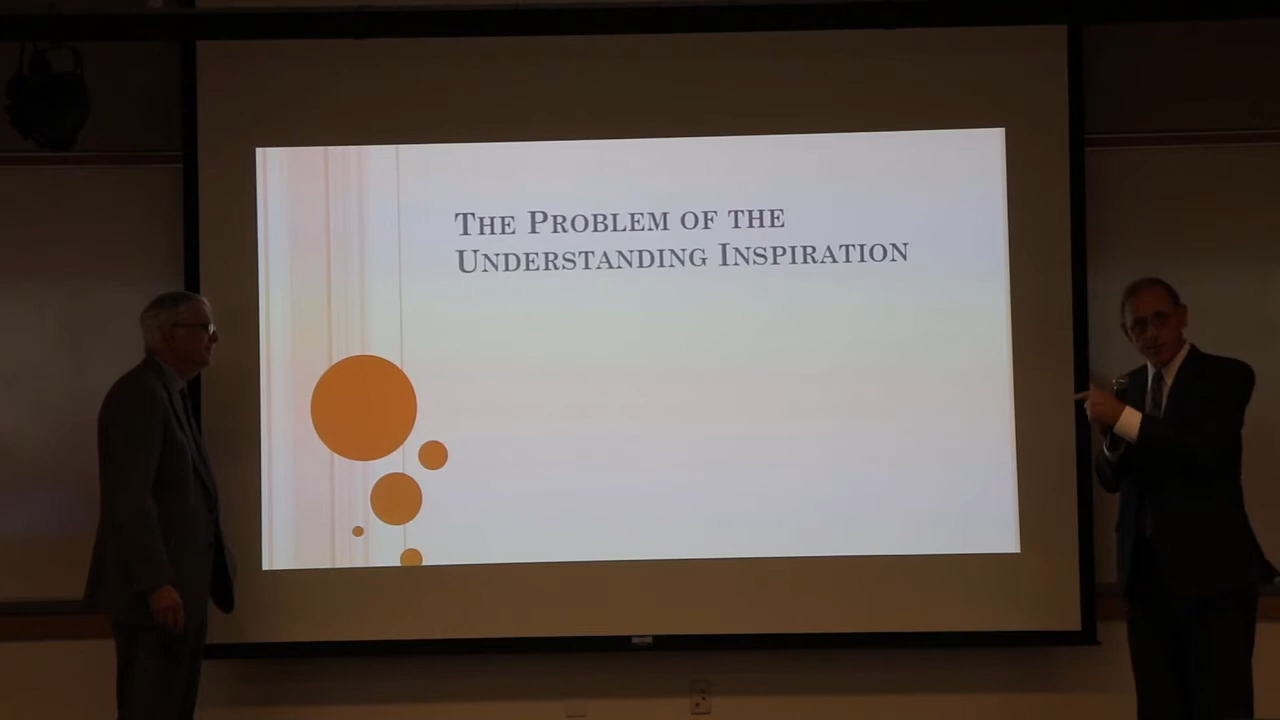 THE PROBLEM OF THE
UNDERSTANDING INSPIRATION